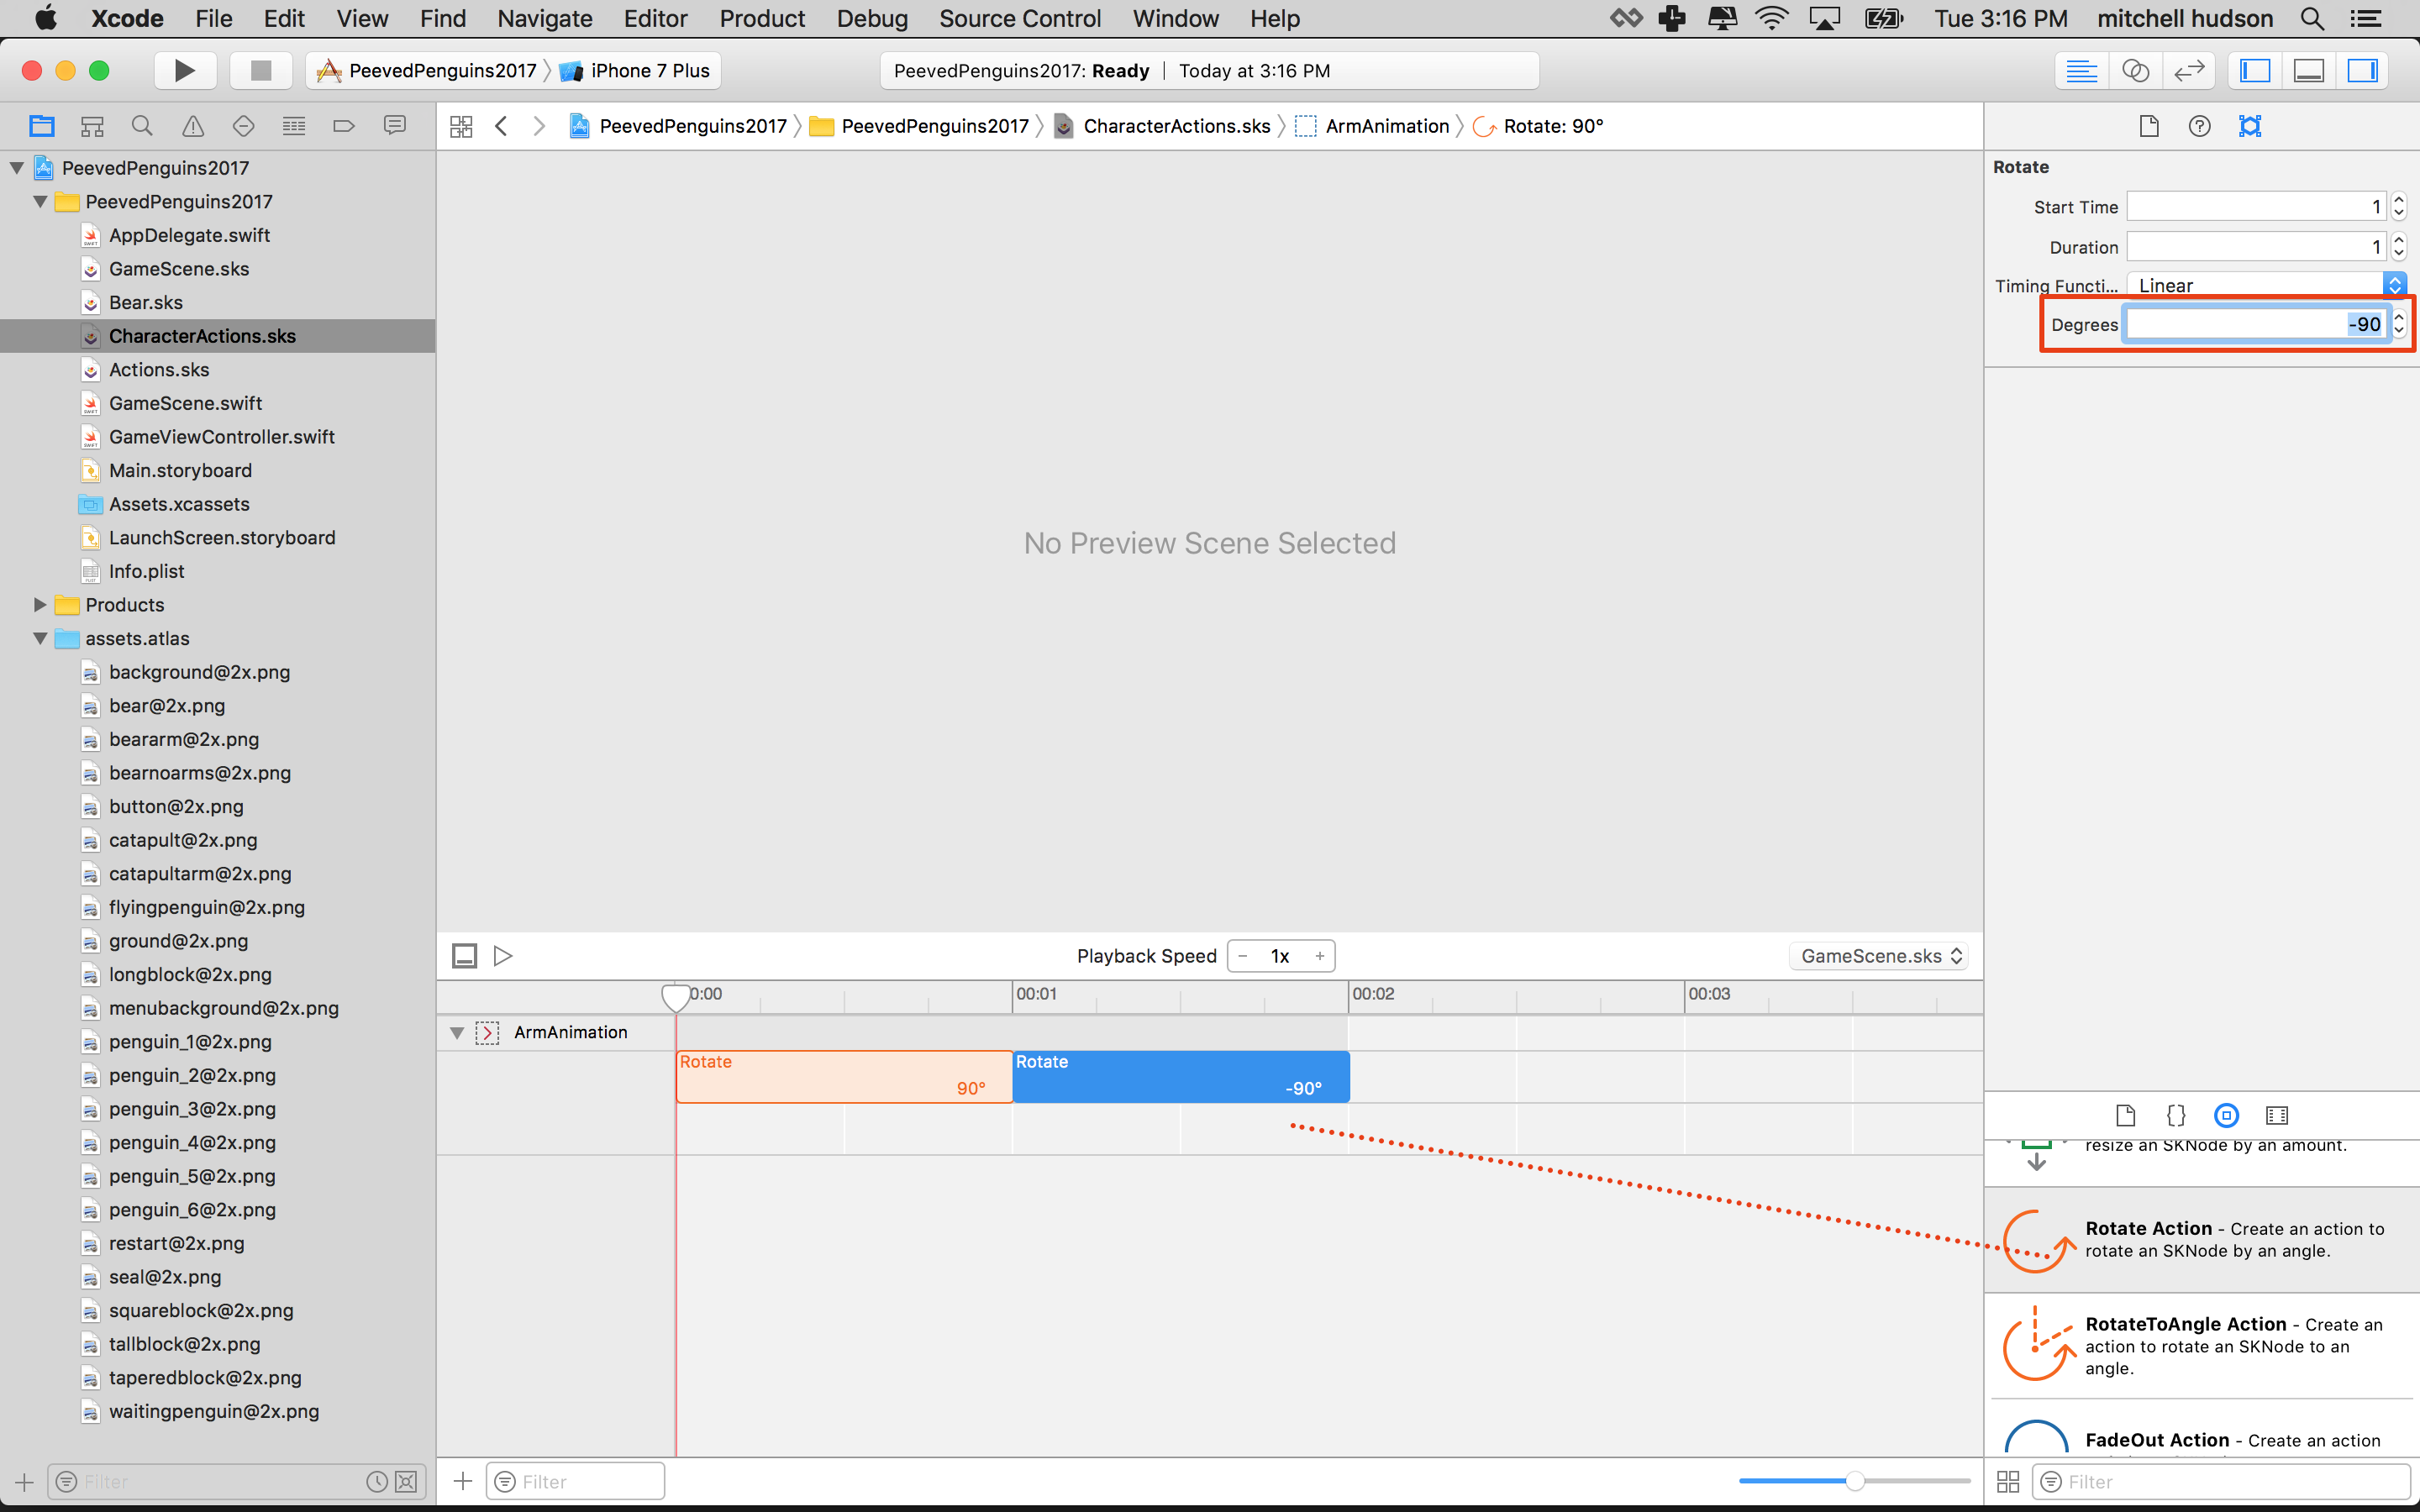 Xcode File Edit View Find Navigate Editor Product Debug Source Control Window Help Tue 3:16 PM mitchell hudson
PeevedPenguins2017 iPhone 7 Plus PeevedPenguins2017: Ready Today at 3:16 PM
PeevedPenguins2017 PeevedPenguins2017 CharacterActions.sks ArmAnimation Rotate: 90°
PeevedPenguins2017
PeevedPenguins2017
AppDelegate.swift
GameScene.sks
Bear.sks
CharacterActions.sks
Actions.sks
GameScene.swift
GameViewController.swift
Main.storyboard
Assets.xcassets
LaunchScreen.storyboard
Info.plist
Products
assets.atlas
background@2x.png
bear@2x.png
beararm@2x.png
bearnoarms@2x.png
button@2x.png
catapult@2x.png
catapultarm@2x.png
flyingpenguin@2x.png
ground@2x.png
longblock@2x.png
menubackground@2x.png
penguin_1@2x.png
penguin_2@2x.png
penguin_3@2x.png
penguin_4@2x.png
penguin_5@2x.png
penguin_6@2x.png
restart@2x.png
seal@2x.png
squareblock@2x.png
tallblock@2x.png
taperedblock@2x.png
waitingpenguin@2x.png
Filter
No Preview Scene Selected
Playback Speed − 1x + GameScene.sks
0:00 00:01 00:02 00:03
ArmAnimation
Rotate Rotate
90° -90°
Filter
Rotate
Start Time 1
Duration 1
Timing Functi... Linear
Degrees -90
resize an SKNode by an amount.
Rotate Action - Create an action to
rotate an SKNode by an angle.
RotateToAngle Action - Create an
action to rotate an SKNode to an
angle.
FadeOut Action - Create an action
Filter